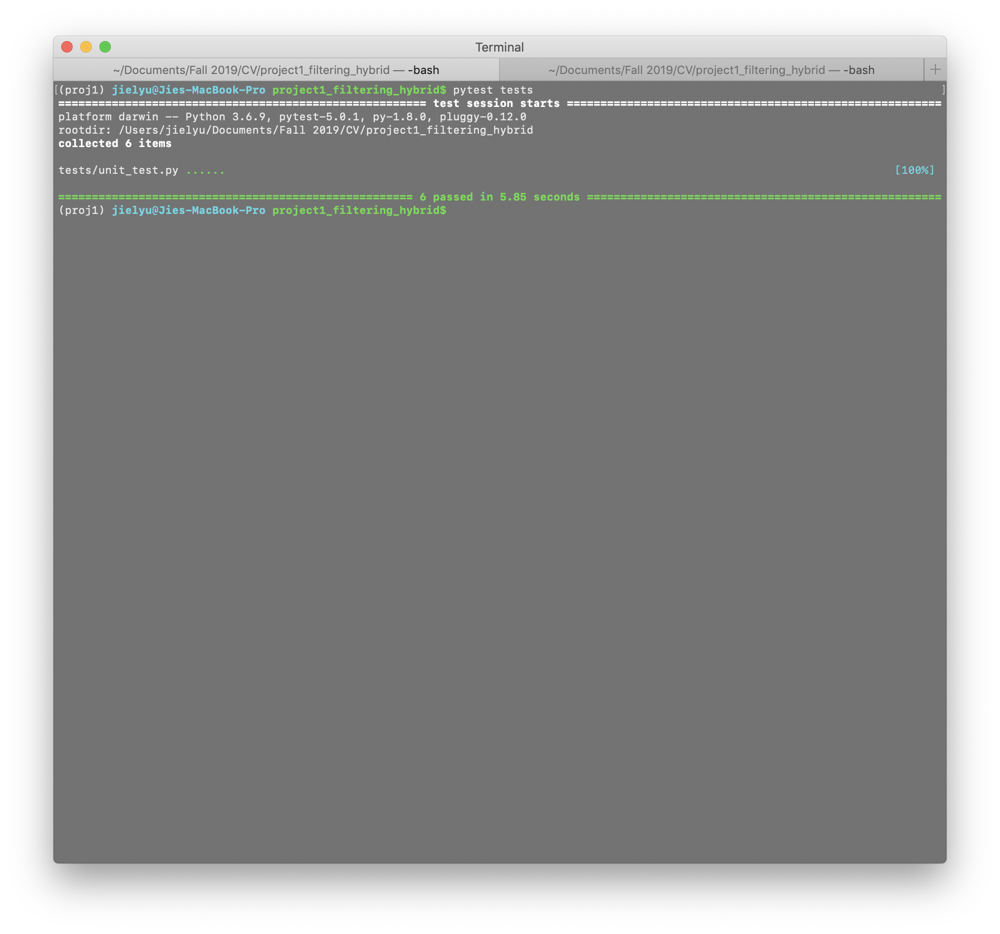 Terminal
~/Documents/Fall 2019/CV/project1_filtering_hybrid — -bash
~/Documents/Fall 2019/CV/project1_filtering_hybrid — -bash
[(proj1) jielyu@Jies-MacBook-Pro project1_filtering_hybrid$ pytest tests ]
======================================================= test session starts ========================================================
platform darwin -- Python 3.6.9, pytest-5.0.1, py-1.8.0, pluggy-0.12.0
rootdir: /Users/jielyu/Documents/Fall 2019/CV/project1_filtering_hybrid
collected 6 items
tests/unit_test.py ...... [100%]
===================================================== 6 passed in 5.85 seconds =====================================================
(proj1) jielyu@Jies-MacBook-Pro project1_filtering_hybrid$